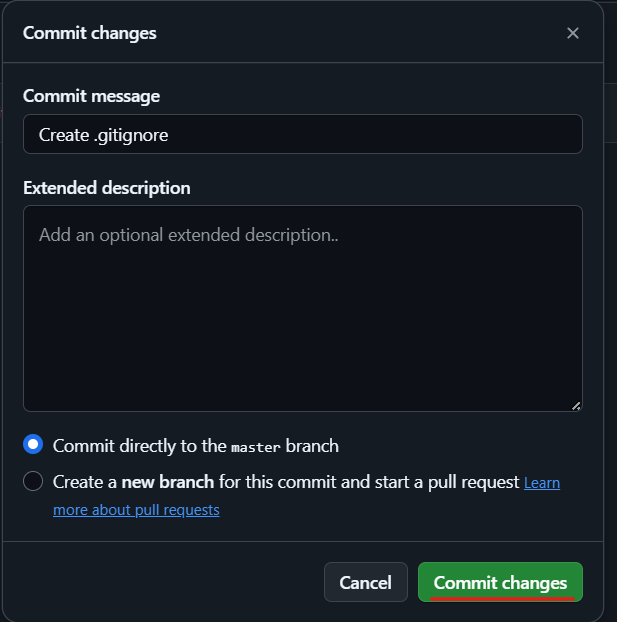 Commit changes
Commit message
Create .gitignore
Extended description
Add an optional extended description..
Commit directly to the master branch
Create a new branch for this commit and start a pull request Learn
more about pull requests
Cancel
Commit changes